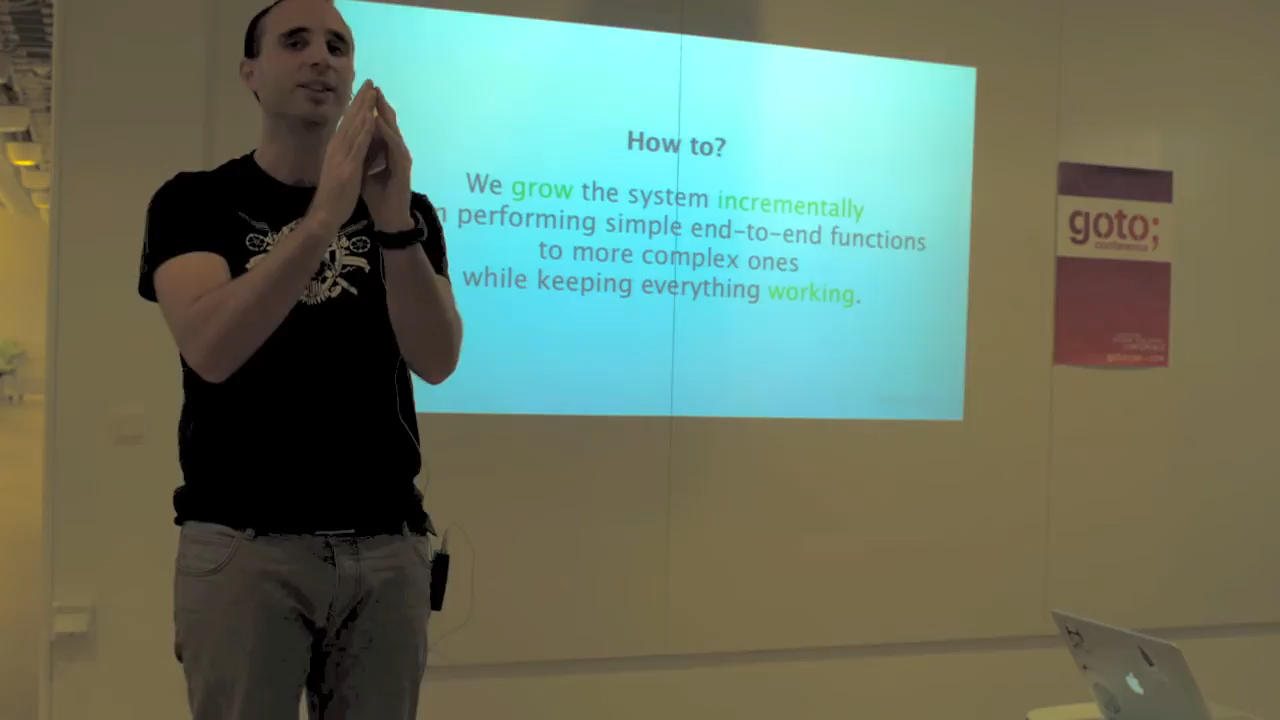 How to?
We grow the system incrementally
performing simple end-to-end functions
to more complex ones
while keeping everything working.
goto;
conference